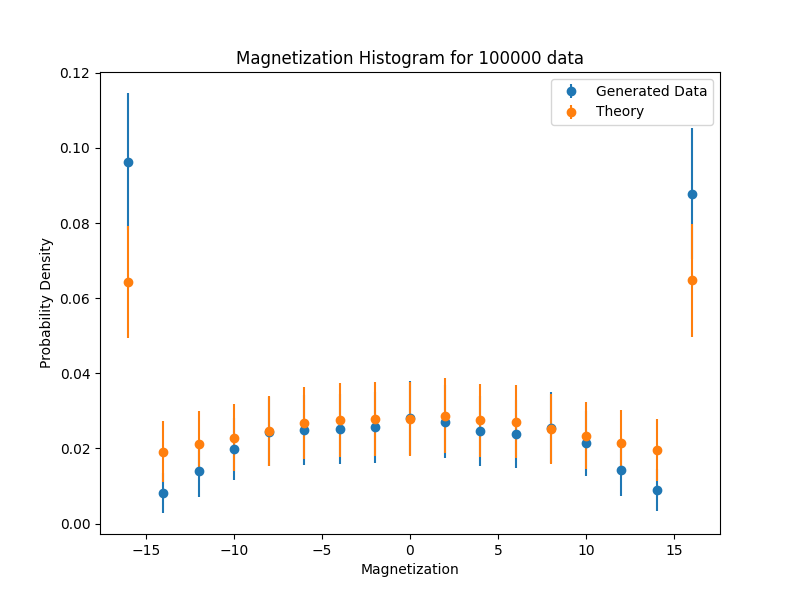 Magnetization Histogram for 100000 data
Generated Data
Theory
Probability Density
0.12
0.10
0.08
0.06
0.04
0.02
0.00
−15 −10 −5 0 5 10 15
Magnetization